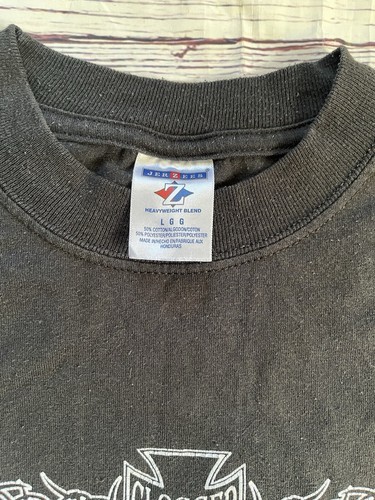 JERZEES
Z
HEAVYWEIGHT BLEND
L G G
50% COTTON/ALGODON/COTON
50% POLYESTER/POLIESTER/POLYESTER
MADE IN/HECHO EN/FABRIQUE AUX
HONDURAS